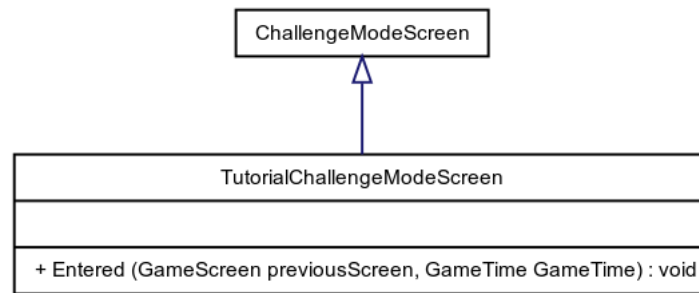 ChallengeModeScreen
TutorialChallengeModeScreen
+ Entered (GameScreen previousScreen, GameTime GameTime) : void